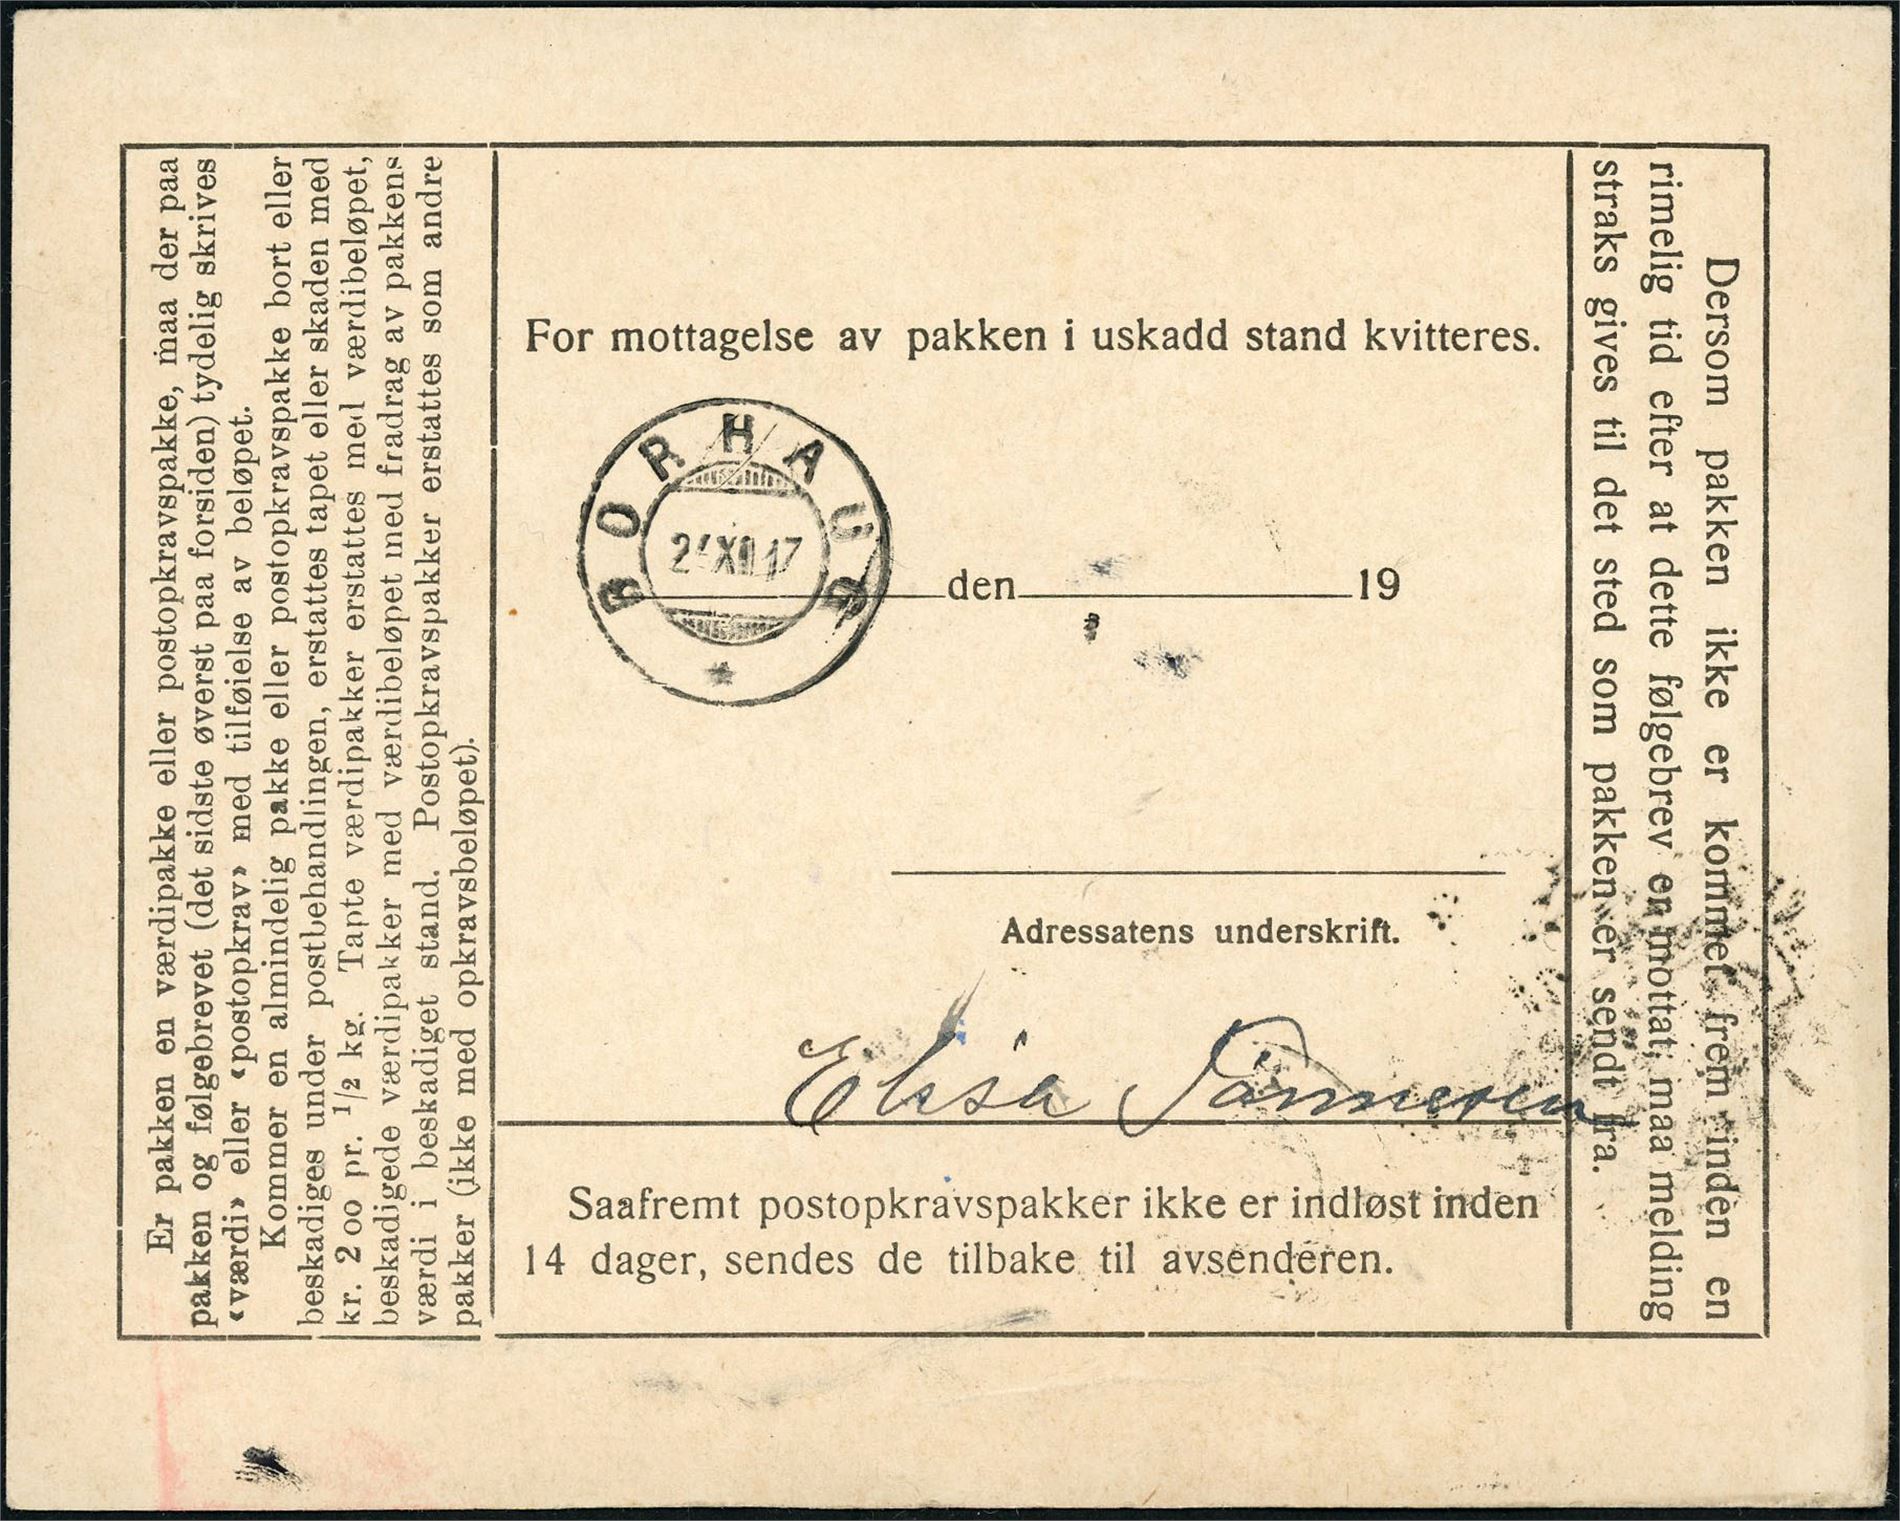 Er pakken en værdipakke eller postopkravspakke, maa der paa
pakken og følgebrevet (det sidste øverst paa forsiden) tydelig skrives
«værdi» eller «postopkrav» med tilføielse av beløpet.
Kommer en almindelig pakke eller postopkravspakke bort eller
beskadiges under postbehandlingen, erstattes tapet eller skaden med
kr. 2 00 pr. 1/2 kg. Tapte værdipakker erstattes med værdibeløpet,
beskadigede værdipakker med værdibeløpet med fradrag av pakkens
værdi i beskadiget stand. Postopkravspakker erstattes som andre
pakker (ikke med opkravsbeløpet).
For mottagelse av pakken i uskadd stand kvitteres.
BORHAUG
den 19
Adressatens underskrift.
Elisa
Saafremt postopkravspakker ikke er indløst inden
14 dager, sendes de tilbake til avsenderen.
Dersom pakken ikke er kommet frem inden en
rimelig tid efter at dette følgebrev er mottat, maa melding
straks gives til det sted som pakken er sendt fra.